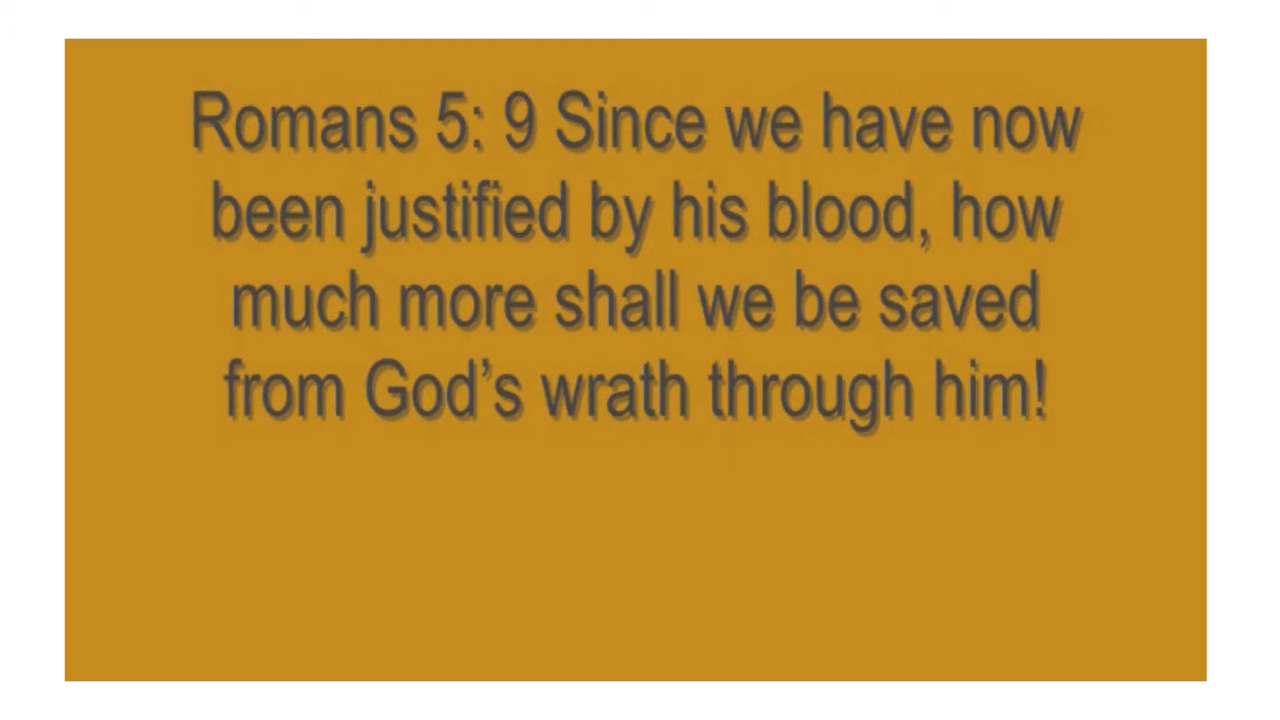 Romans 5: 9 Since we have now
been justified by his blood, how
much more shall we be saved
from God’s wrath through him!